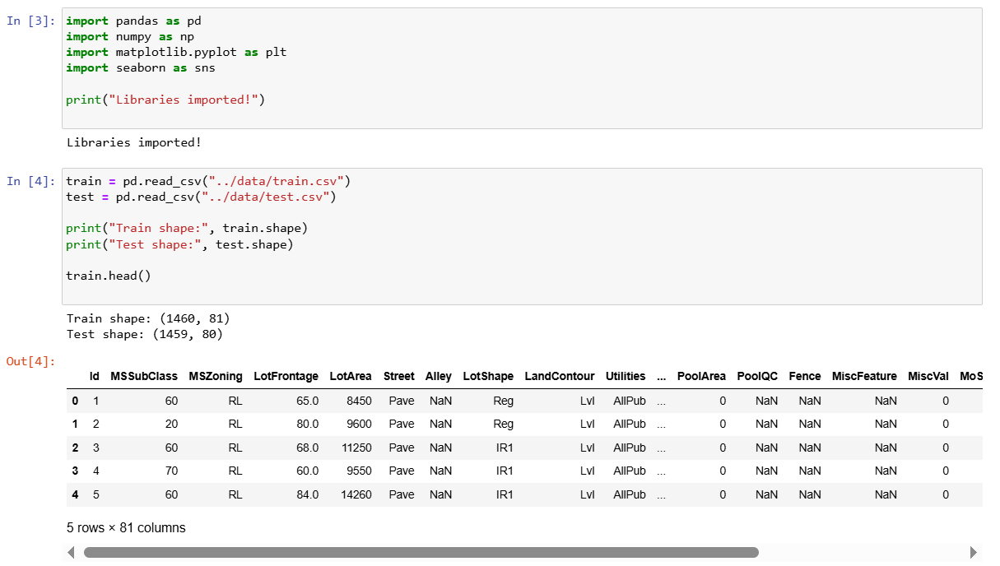 In [3]: import pandas as pd
import numpy as np
import matplotlib.pyplot as plt
import seaborn as sns
print("Libraries imported!")
Libraries imported!
In [4]: train = pd.read_csv("../data/train.csv")
test = pd.read_csv("../data/test.csv")
print("Train shape:", train.shape)
print("Test shape:", test.shape)
train.head()
Train shape: (1460, 81)
Test shape: (1459, 80)
Out[4]:
Id MSSubClass MSZoning LotFrontage LotArea Street Alley LotShape LandContour Utilities ... PoolArea PoolQC Fence MiscFeature MiscVal MoS
0 1 60 RL 65.0 8450 Pave NaN Reg Lvl AllPub ... 0 NaN NaN NaN 0
1 2 20 RL 80.0 9600 Pave NaN Reg Lvl AllPub ... 0 NaN NaN NaN 0
2 3 60 RL 68.0 11250 Pave NaN IR1 Lvl AllPub ... 0 NaN NaN NaN 0
3 4 70 RL 60.0 9550 Pave NaN IR1 Lvl AllPub ... 0 NaN NaN NaN 0
4 5 60 RL 84.0 14260 Pave NaN IR1 Lvl AllPub ... 0 NaN NaN NaN 0
5 rows × 81 columns